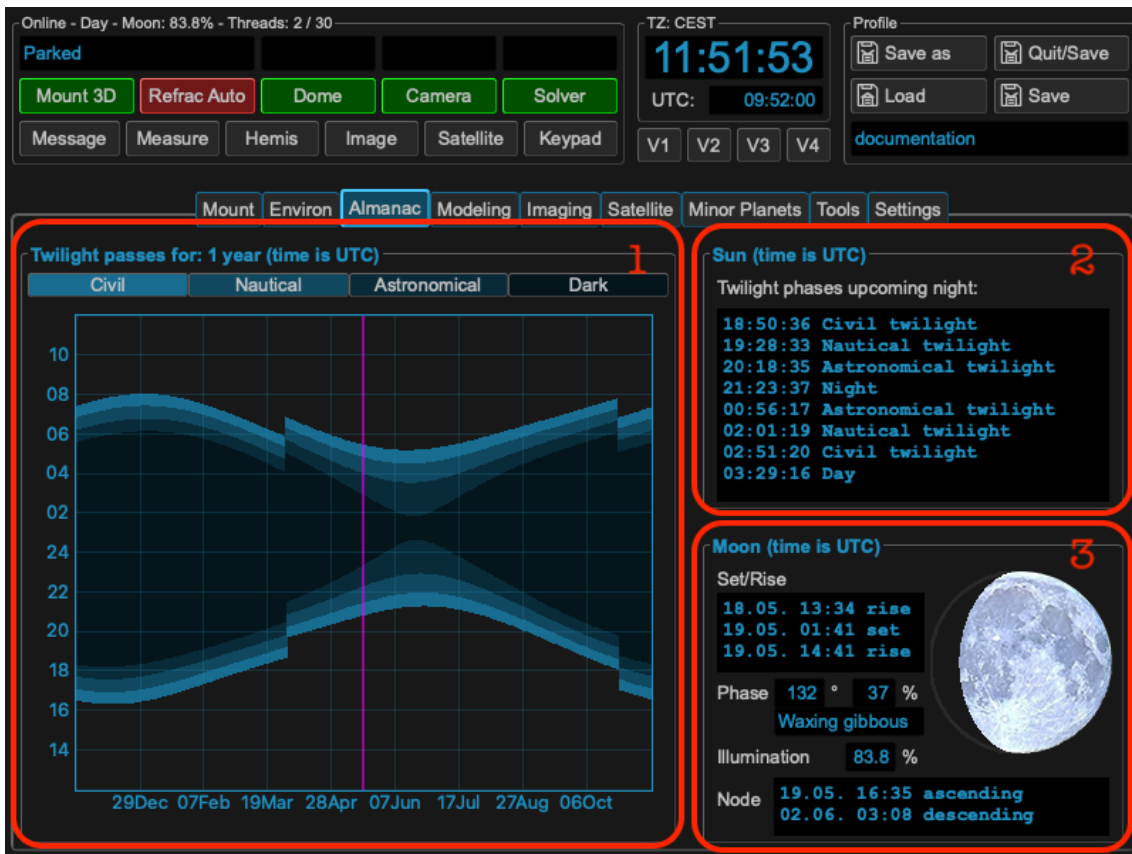 Online - Day - Moon: 83.8% - Threads: 2 / 30
Parked
Mount 3D Refrac Auto Dome Camera Solver
Message Measure Hemis Image Satellite Keypad
TZ: CEST
11:51:53
UTC: 09:52:00
V1 V2 V3 V4
Profile
Save as Quit/Save
Load Save
documentation
Mount Environ Almanac Modeling Imaging Satellite Minor Planets Tools Settings
Twilight passes for: 1 year (time is UTC)
1
Civil Nautical Astronomical Dark
10
08
06
04
02
24
22
20
18
16
14
29Dec 07Feb 19Mar 28Apr 07Jun 17Jul 27Aug 06Oct
Sun (time is UTC)
2
Twilight phases upcoming night:
18:50:36 Civil twilight
19:28:33 Nautical twilight
20:18:35 Astronomical twilight
21:23:37 Night
00:56:17 Astronomical twilight
02:01:19 Nautical twilight
02:51:20 Civil twilight
03:29:16 Day
Moon (time is UTC)
3
Set/Rise
18.05. 13:34 rise
19.05. 01:41 set
19.05. 14:41 rise
Phase 132 ° 37 %
Waxing gibbous
Illumination 83.8 %
Node
19.05. 16:35 ascending
02.06. 03:08 descending